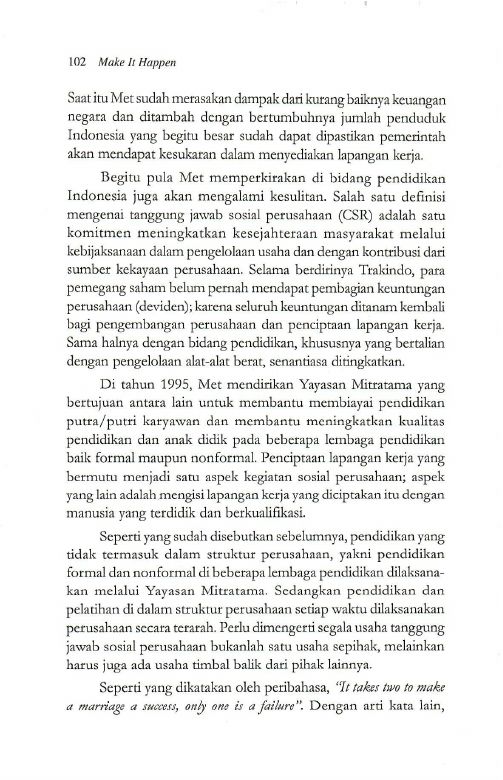 102 Make It Happen
Saat itu Met sudah merasakan dampak dari kurang baiknya keuangan
negara dan ditambah dengan bertumbuhnya jumlah penduduk
Indonesia yang begitu besar sudah dapat dipastikan pemerintah
akan mendapat kesukaran dalam menyediakan lapangan kerja.
Begitu pula Met memperkirakan di bidang pendidikan
Indonesia juga akan mengalami kesulitan. Salah satu definisi
mengenai tanggung jawab sosial perusahaan (CSR) adalah satu
komitmen meningkatkan kesejahteraan masyarakat melalui
kebijaksanaan dalam pengelolaan usaha dan dengan kontribusi dari
sumber kekayaan perusahaan. Selama berdirinya Trakindo, para
pemegang saham belum pernah mendapat pembagian keuntungan
perusahaan (deviden); karena seluruh keuntungan ditanam kembali
bagi pengembangan perusahaan dan penciptaan lapangan kerja.
Sama halnya dengan bidang pendidikan, khususnya yang bertalian
dengan pengelolaan alat-alat berat, senantiasa ditingkatkan.
Di tahun 1995, Met mendirikan Yayasan Mitratama yang
bertujuan antara lain untuk membantu membiayai pendidikan
putra/putri karyawan dan membantu meningkatkan kualitas
pendidikan dan anak didik pada beberapa lembaga pendidikan
baik formal maupun nonformal. Penciptaan lapangan kerja yang
bermutu menjadi satu aspek kegiatan sosial perusahaan; aspek
yang lain adalah mengisi lapangan kerja yang diciptakan itu dengan
manusia yang terdidik dan berkualifikasi.
Seperti yang sudah disebutkan sebelumnya, pendidikan yang
tidak termasuk dalam struktur perusahaan, yakni pendidikan
formal dan nonformal di beberapa lembaga pendidikan dilaksana-
kan melalui Yayasan Mitratama. Sedangkan pendidikan dan
pelatihan di dalam struktur perusahaan setiap waktu dilaksanakan
perusahaan secara terarah. Perlu dimengerti segala usaha tanggung
jawab sosial perusahaan bukanlah satu usaha sepihak, melainkan
harus juga ada usaha timbal balik dari pihak lainnya.
Seperti yang dikatakan oleh peribahasa, "It takes two to make
a marriage a success, only one is a failure". Dengan arti kata lain,